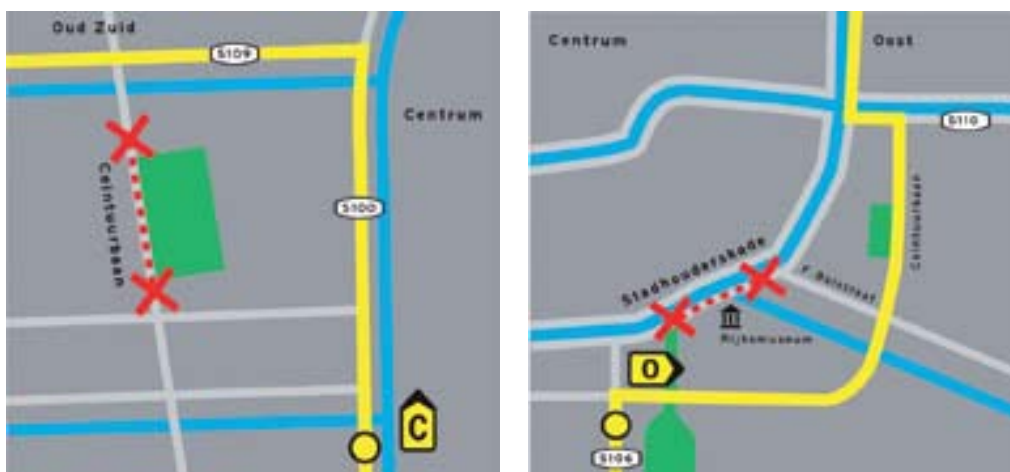 Oud Zuid
S109
Centrum
Ceintuurbaan
S100
C
Centrum
Oost
S110
Ceintuurbaan
Stadhouderskade
F. Bolstraat
Rijksmuseum
O
S106